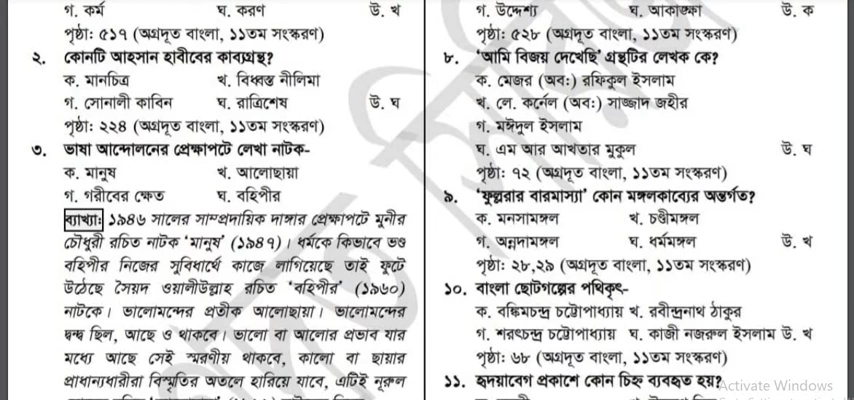 গ. কর্ম ঘ. করণ উ. খ
পৃষ্ঠা: ৫১৭ (অগ্রদূত বাংলা, ১১তম সংস্করণ)
২. কোনটি আহসান হাবীবের কাব্যগ্রন্থ?
ক. মানচিত্র খ. বিধ্বস্ত নীলিমা
গ. সোনালী কাবিন ঘ. রাত্রিশেষ উ. ঘ
পৃষ্ঠা: ২২৪ (অগ্রদূত বাংলা, ১১তম সংস্করণ)
৩. ভাষা আন্দোলনের প্রেক্ষাপটে লেখা নাটক-
ক. মানুষ খ. আলোছায়া
গ. গরীবের ক্ষেত ঘ. বহিপীর
ব্যাখ্যা: ১৯৪৬ সালের সাম্প্রদায়িক দাঙ্গার প্রেক্ষাপটে মুনীর
চৌধুরী রচিত নাটক ‘মানুষ’ (১৯৪৭)। ধর্মকে কিভাবে ভণ্ড
বহিপীর নিজের সুবিধার্থে কাজে লাগিয়েছে তাই ফুটে
উঠেছে সৈয়দ ওয়ালীউল্লাহ রচিত ‘বহিপীর’ (১৯৬০)
নাটকে। ভালোমন্দের প্রতীক আলোছায়া। ভালোমন্দের
দ্বন্দ্ব ছিল, আছে ও থাকবে। ভালো বা আলোর প্রভাব যার
মধ্যে আছে সেই স্মরণীয় থাকবে, কালো বা ছায়ার
প্রাধান্যধারীরা বিস্মৃতির অতলে হারিয়ে যাবে, এটিই নূরুল
গ. উদ্দেশ্য ঘ. আকাঙ্ক্ষা উ. ক
পৃষ্ঠা: ৫২৮ (অগ্রদূত বাংলা, ১১তম সংস্করণ)
৮. ‘আমি বিজয় দেখেছি’ গ্রন্থটির লেখক কে?
ক. মেজর (অব:) রফিকুল ইসলাম
খ. লে. কর্নেল (অব:) সাজ্জাদ জহীর
গ. মঈদুল ইসলাম
ঘ. এম আর আখতার মুকুল উ. ঘ
পৃষ্ঠা: ৭২ (অগ্রদূত বাংলা, ১১তম সংস্করণ)
৯. ‘ফুল্লরার বারমাস্যা’ কোন মঙ্গলকাব্যের অন্তর্গত?
ক. মনসামঙ্গল খ. চণ্ডীমঙ্গল
গ. অন্নদামঙ্গল ঘ. ধর্মমঙ্গল উ. খ
পৃষ্ঠা: ২৮,২৯ (অগ্রদূত বাংলা, ১১তম সংস্করণ)
১০. বাংলা ছোটগল্পের পথিকৃৎ-
ক. বঙ্কিমচন্দ্র চট্টোপাধ্যায় খ. রবীন্দ্রনাথ ঠাকুর
গ. শরৎচন্দ্র চট্টোপাধ্যায় ঘ. কাজী নজরুল ইসলাম উ. খ
পৃষ্ঠা: ৬৮ (অগ্রদূত বাংলা, ১১তম সংস্করণ)
১১. হৃদয়াবেগ প্রকাশে কোন চিহ্ন ব্যবহৃত হয়?
Activate Windows